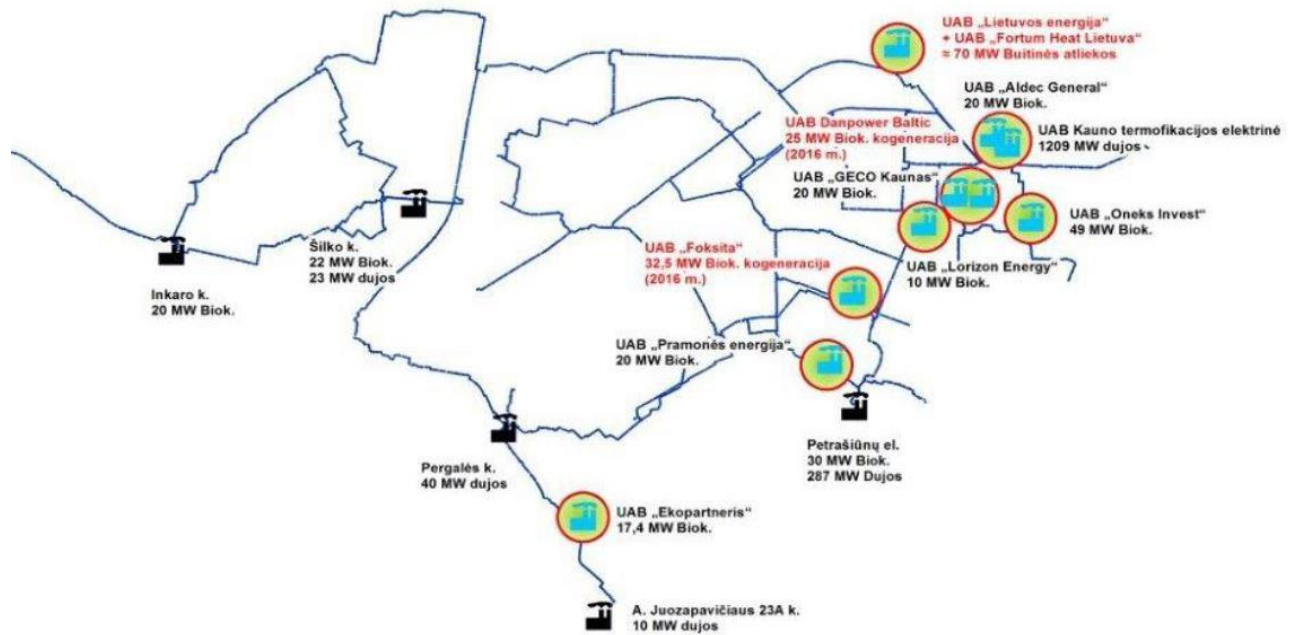 UAB „Lietuvos energija“
+ UAB „Fortum Heat Lietuva“
≈ 70 MW Buitinės atliekos
UAB „Aldec General“
20 MW Biok.
UAB Danpower Baltic
25 MW Biok. kogeneracija
(2016 m.)
UAB Kauno termofikacijos elektrinė
1209 MW dujos
UAB „GECO Kaunas“
20 MW Biok.
UAB „Oneks Invest“
49 MW Biok.
Šilko k.
22 MW Biok.
23 MW dujos
UAB „Foksita“
32,5 MW Biok. kogeneracija
(2016 m.)
UAB „Lorizon Energy“
10 MW Biok.
Inkaro k.
20 MW Biok.
UAB „Pramonės energija“
20 MW Biok.
Petrašiūnų el.
30 MW Biok.
287 MW Dujos
Pergalės k.
40 MW dujos
UAB „Ekopartneris“
17,4 MW Biok.
A. Juozapavičiaus 23A k.
10 MW dujos